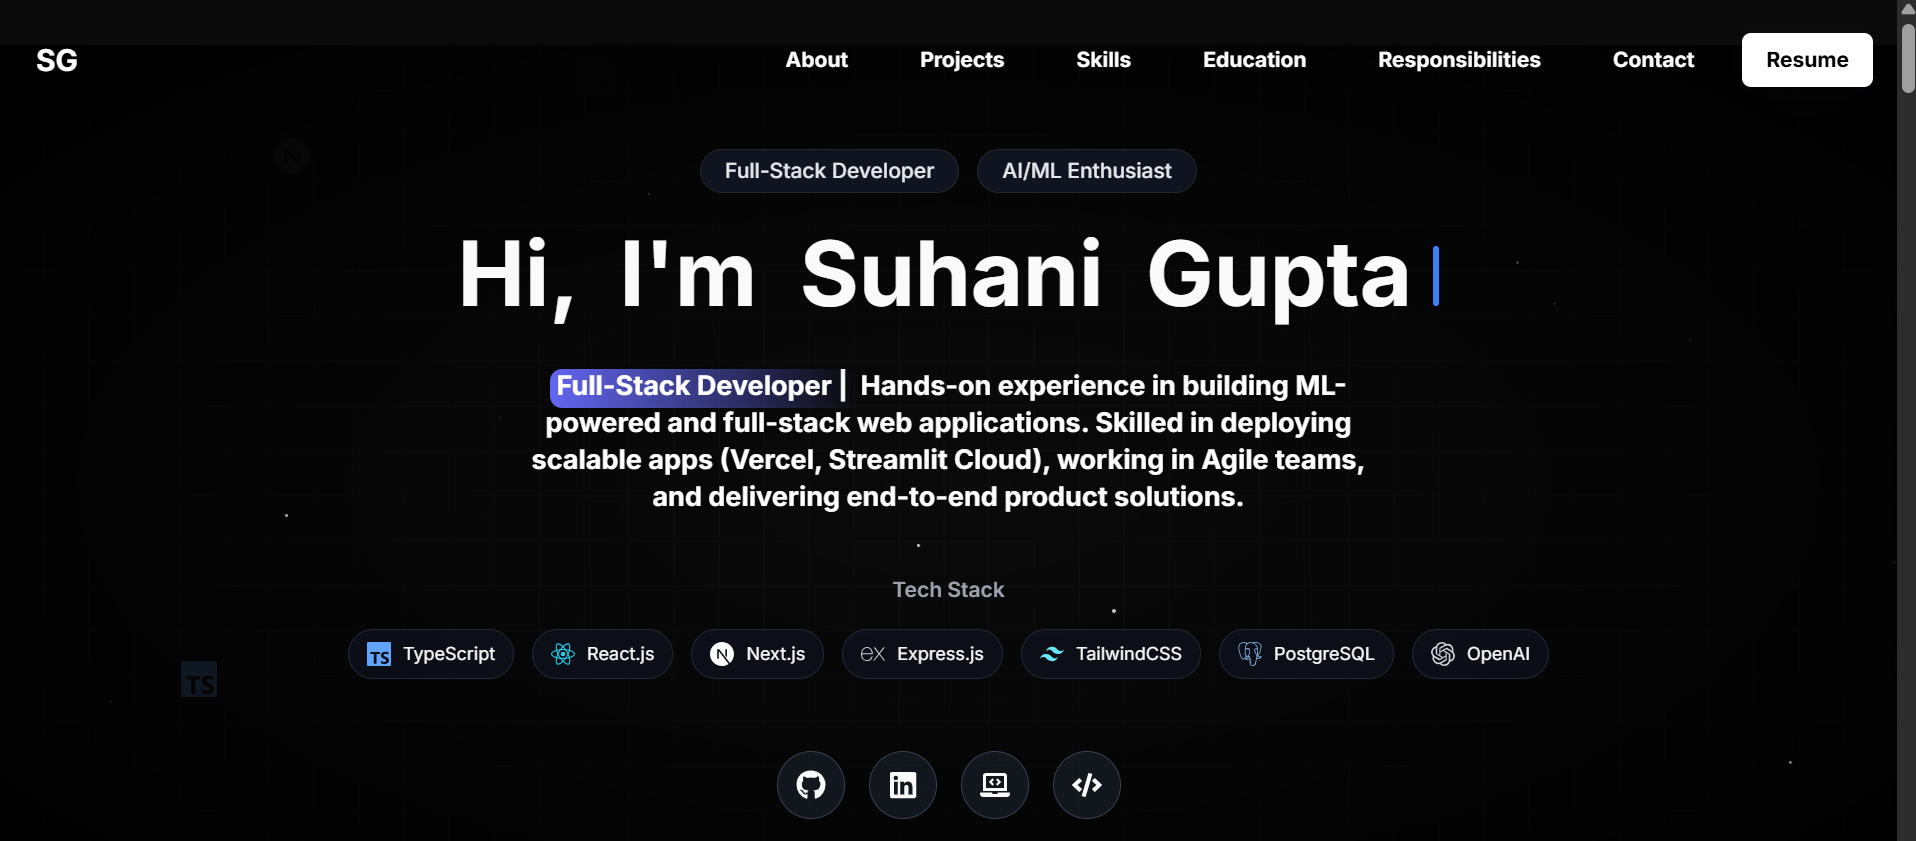 SG
About
Projects
Skills
Education
Responsibilities
Contact
Resume
Full-Stack Developer
AI/ML Enthusiast
Hi, I'm Suhani Gupta
Full-Stack Developer | Hands-on experience in building ML-
powered and full-stack web applications. Skilled in deploying
scalable apps (Vercel, Streamlit Cloud), working in Agile teams,
and delivering end-to-end product solutions.
Tech Stack
TS TypeScript
React.js
N Next.js
ex Express.js
TailwindCSS
PostgreSQL
OpenAI
TS
N
in